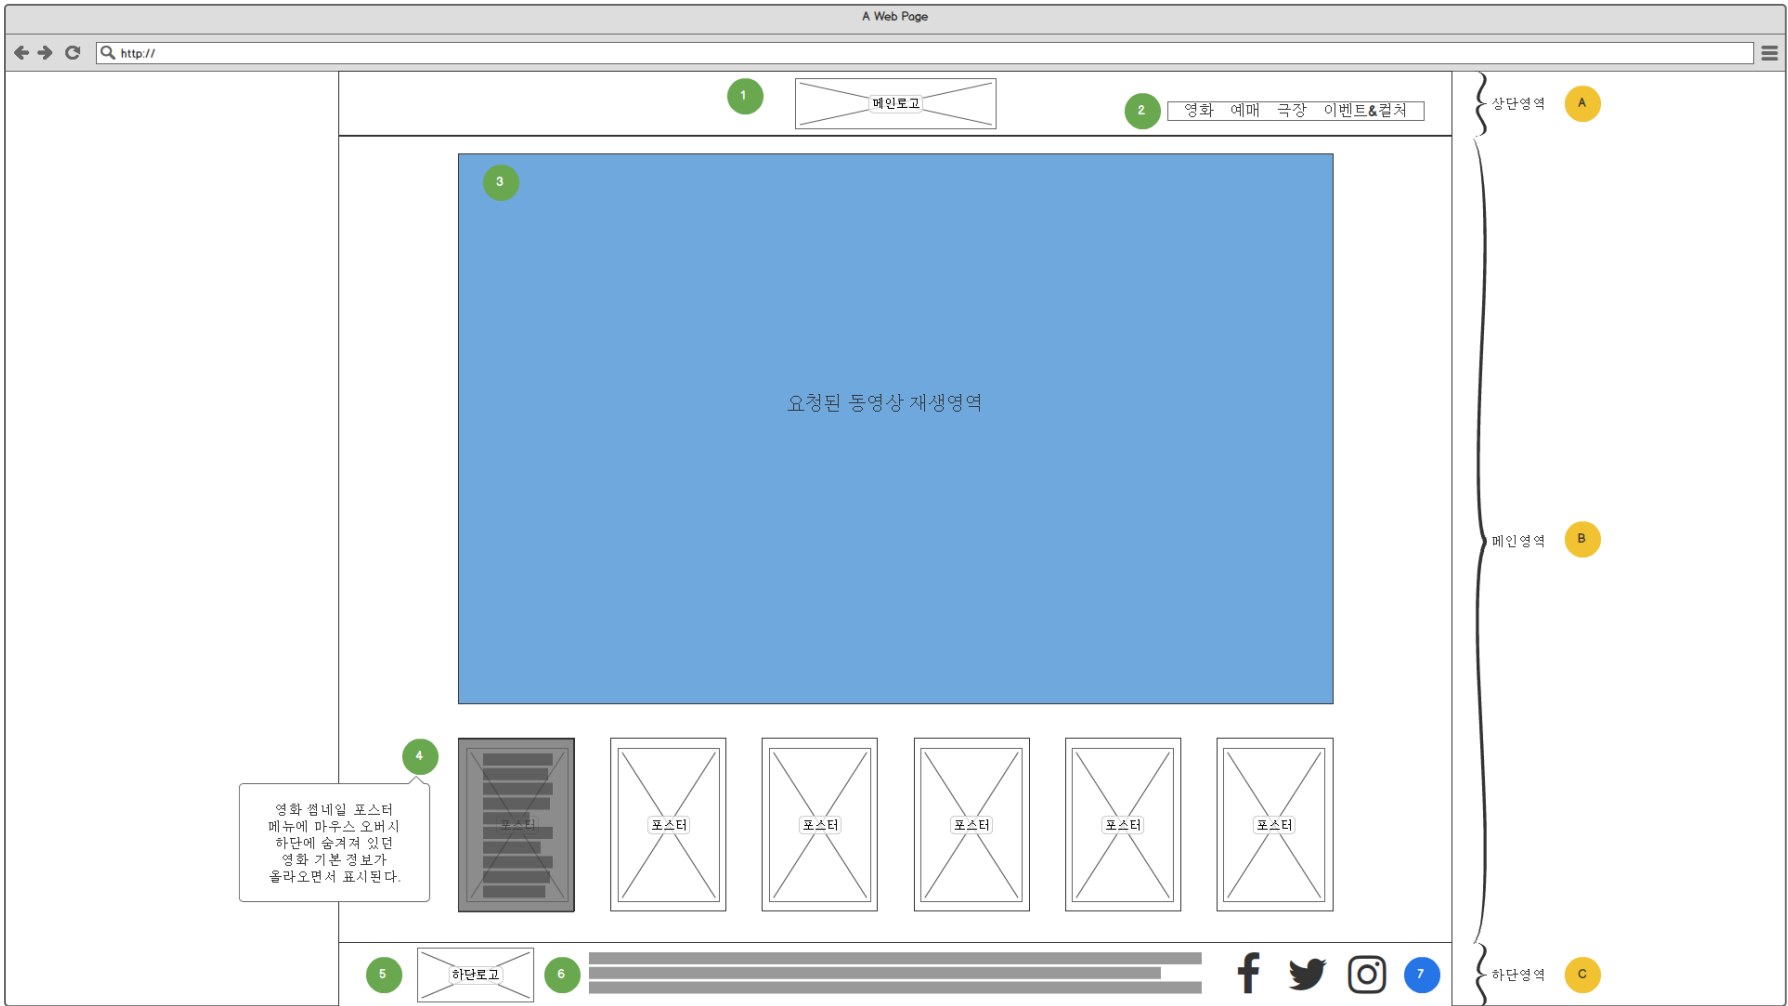 A Web Page
http://
1
메인로고
2
영화 예매 극장 이벤트&컬처
상단영역
A
3
요청된 동영상 재생영역
메인영역
B
4
영화 썸네일 포스터
메뉴에 마우스 오버시
하단에 숨겨져 있던
영화 기본 정보가
올라오면서 표시된다.
포스터
포스터
포스터
포스터
포스터
포스터
5
하단로고
6
7
하단영역
C